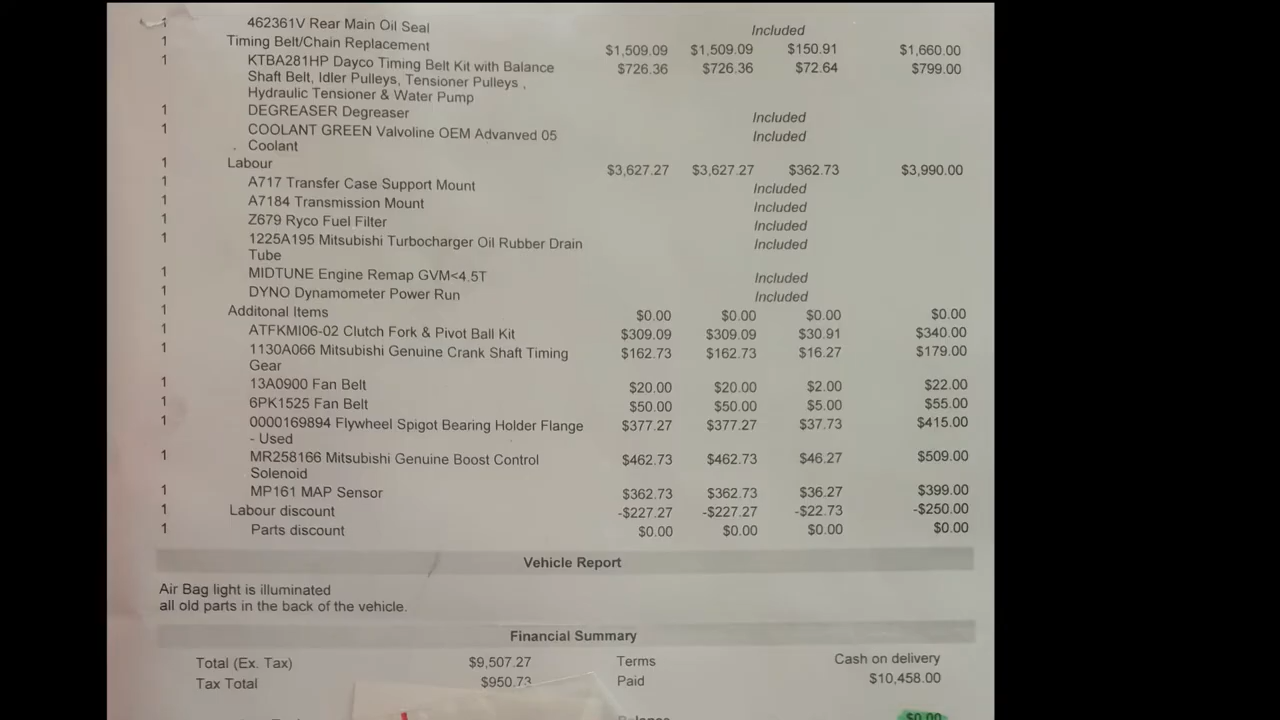 1 462361V Rear Main Oil Seal Included
1 Timing Belt/Chain Replacement $1,509.09 $1,509.09 $150.91 $1,660.00
1 KTBA281HP Dayco Timing Belt Kit with Balance $726.36 $726.36 $72.64 $799.00
Shaft Belt, Idler Pulleys, Tensioner Pulleys ,
Hydraulic Tensioner & Water Pump
1 DEGREASER Degreaser Included
1 COOLANT GREEN Valvoline OEM Advanved 05 Included
Coolant
1 Labour $3,627.27 $3,627.27 $362.73 $3,990.00
1 A717 Transfer Case Support Mount Included
1 A7184 Transmission Mount Included
1 Z679 Ryco Fuel Filter Included
1 1225A195 Mitsubishi Turbocharger Oil Rubber Drain Included
Tube
1 MIDTUNE Engine Remap GVM<4.5T Included
1 DYNO Dynamometer Power Run Included
1 Additonal Items $0.00 $0.00 $0.00 $0.00
1 ATFKMI06-02 Clutch Fork & Pivot Ball Kit $309.09 $309.09 $30.91 $340.00
1 1130A066 Mitsubishi Genuine Crank Shaft Timing $162.73 $162.73 $16.27 $179.00
Gear
1 13A0900 Fan Belt $20.00 $20.00 $2.00 $22.00
1 6PK1525 Fan Belt $50.00 $50.00 $5.00 $55.00
1 0000169894 Flywheel Spigot Bearing Holder Flange $377.27 $377.27 $37.73 $415.00
- Used
1 MR258166 Mitsubishi Genuine Boost Control $462.73 $462.73 $46.27 $509.00
Solenoid
1 MP161 MAP Sensor $362.73 $362.73 $36.27 $399.00
1 Labour discount -$227.27 -$227.27 -$22.73 -$250.00
1 Parts discount $0.00 $0.00 $0.00 $0.00
Vehicle Report
Air Bag light is illuminated
all old parts in the back of the vehicle.
Financial Summary
Total (Ex. Tax) $9,507.27 Terms Cash on delivery
Tax Total $950.73 Paid $10,458.00
Balance $0.00